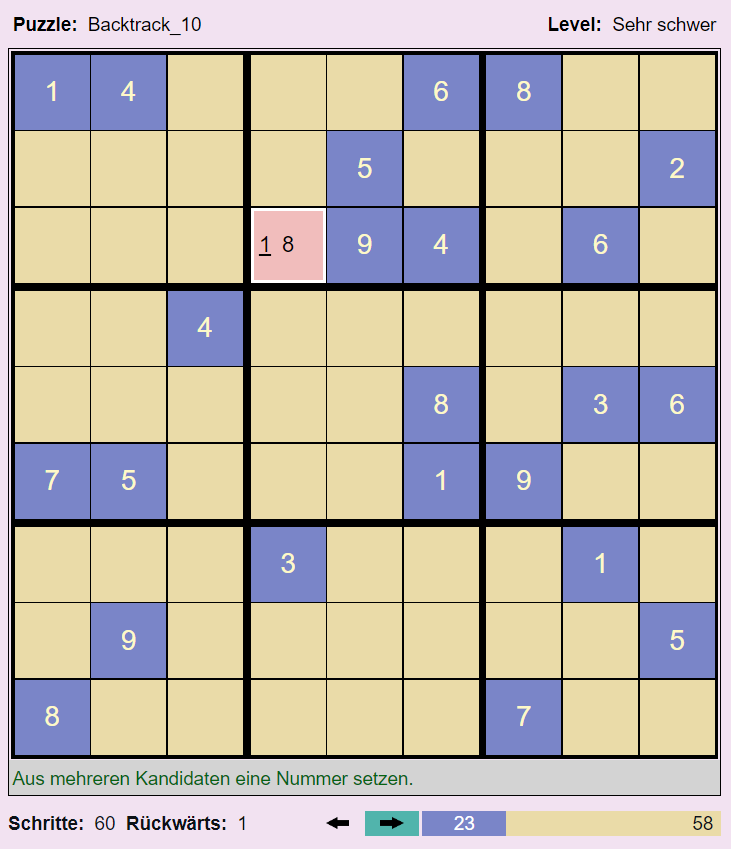 Puzzle: Backtrack_10 Level: Sehr schwer
1 4 6 8
5 2
1 8 9 4 6
4
8 3 6
7 5 1 9
3 1
9 5
8 7
Aus mehreren Kandidaten eine Nummer setzen.
Schritte: 60 Rückwärts: 1 23 58